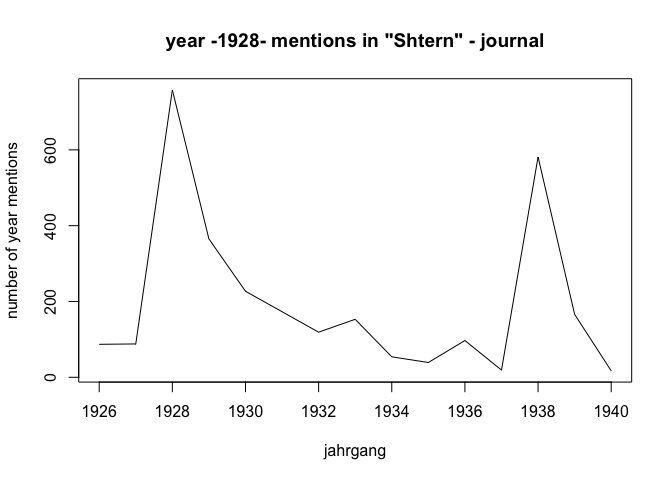 year -1928- mentions in "Shtern" - journal
number of year mentions
600
400
200
0
1926 1928 1930 1932 1934 1936 1938 1940
jahrgang